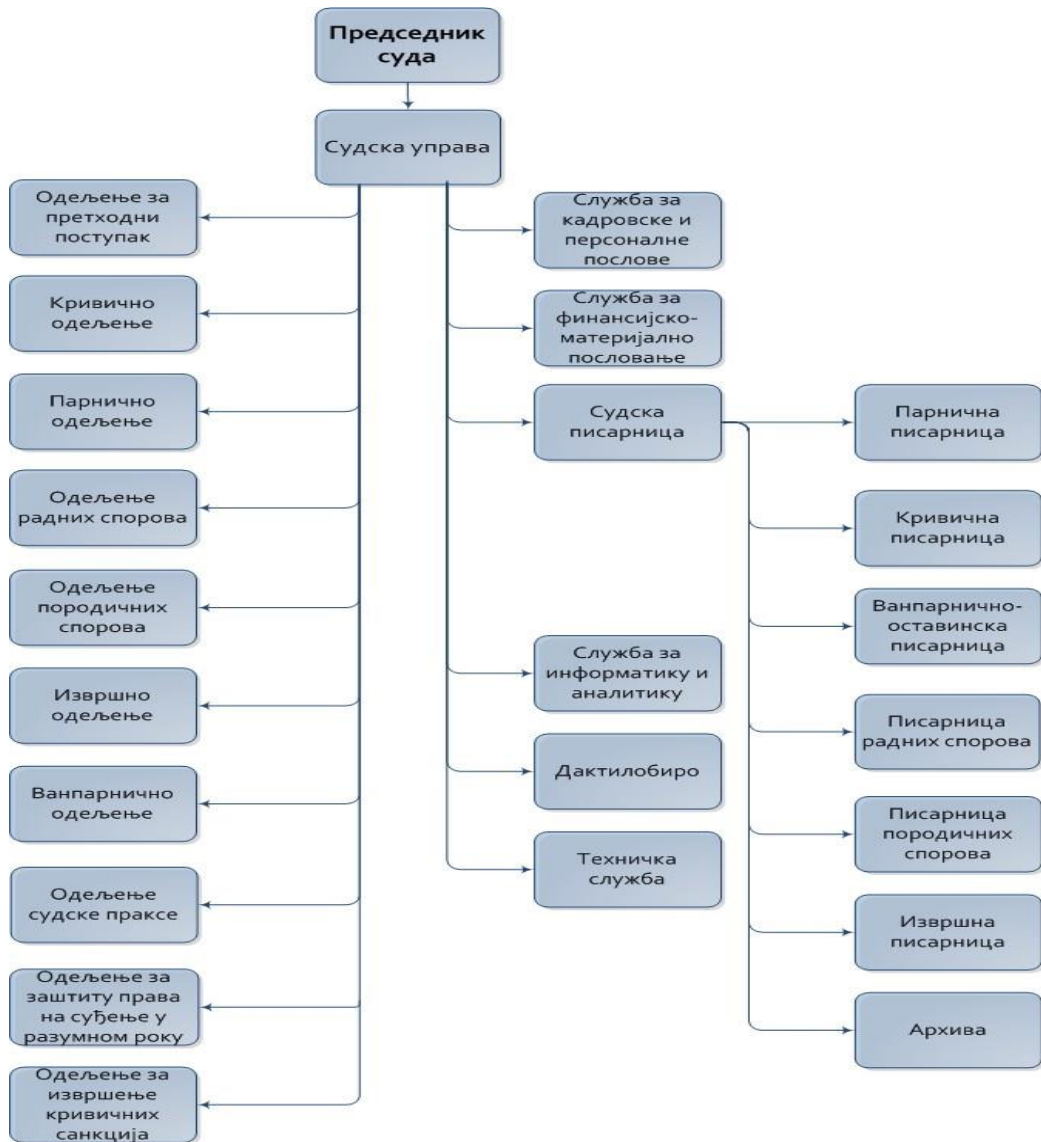 Председник
суда
Судска управа
Одељење за
претходни
поступак
Кривично
одељење
Парнично
одељење
Одељење
радних спорова
Одељење
породичних
спорова
Извршно
одељење
Ванпарнично
одељење
Одељење
судске праксе
Одељење за
заштиту права
на суђење у
разумном року
Одељење за
извршење
кривичних
санкција
Служба за
кадровске и
персоналне
послове
Служба за
финансијско-
материјално
пословање
Судска
писарница
Служба за
информатику и
аналитику
Дактилобиро
Техничка
служба
Парнична
писарница
Кривична
писарница
Ванпарнично-
оставинска
писарница
Писарница
радних спорова
Писарница
породичних
спорова
Извршна
писарница
Архива